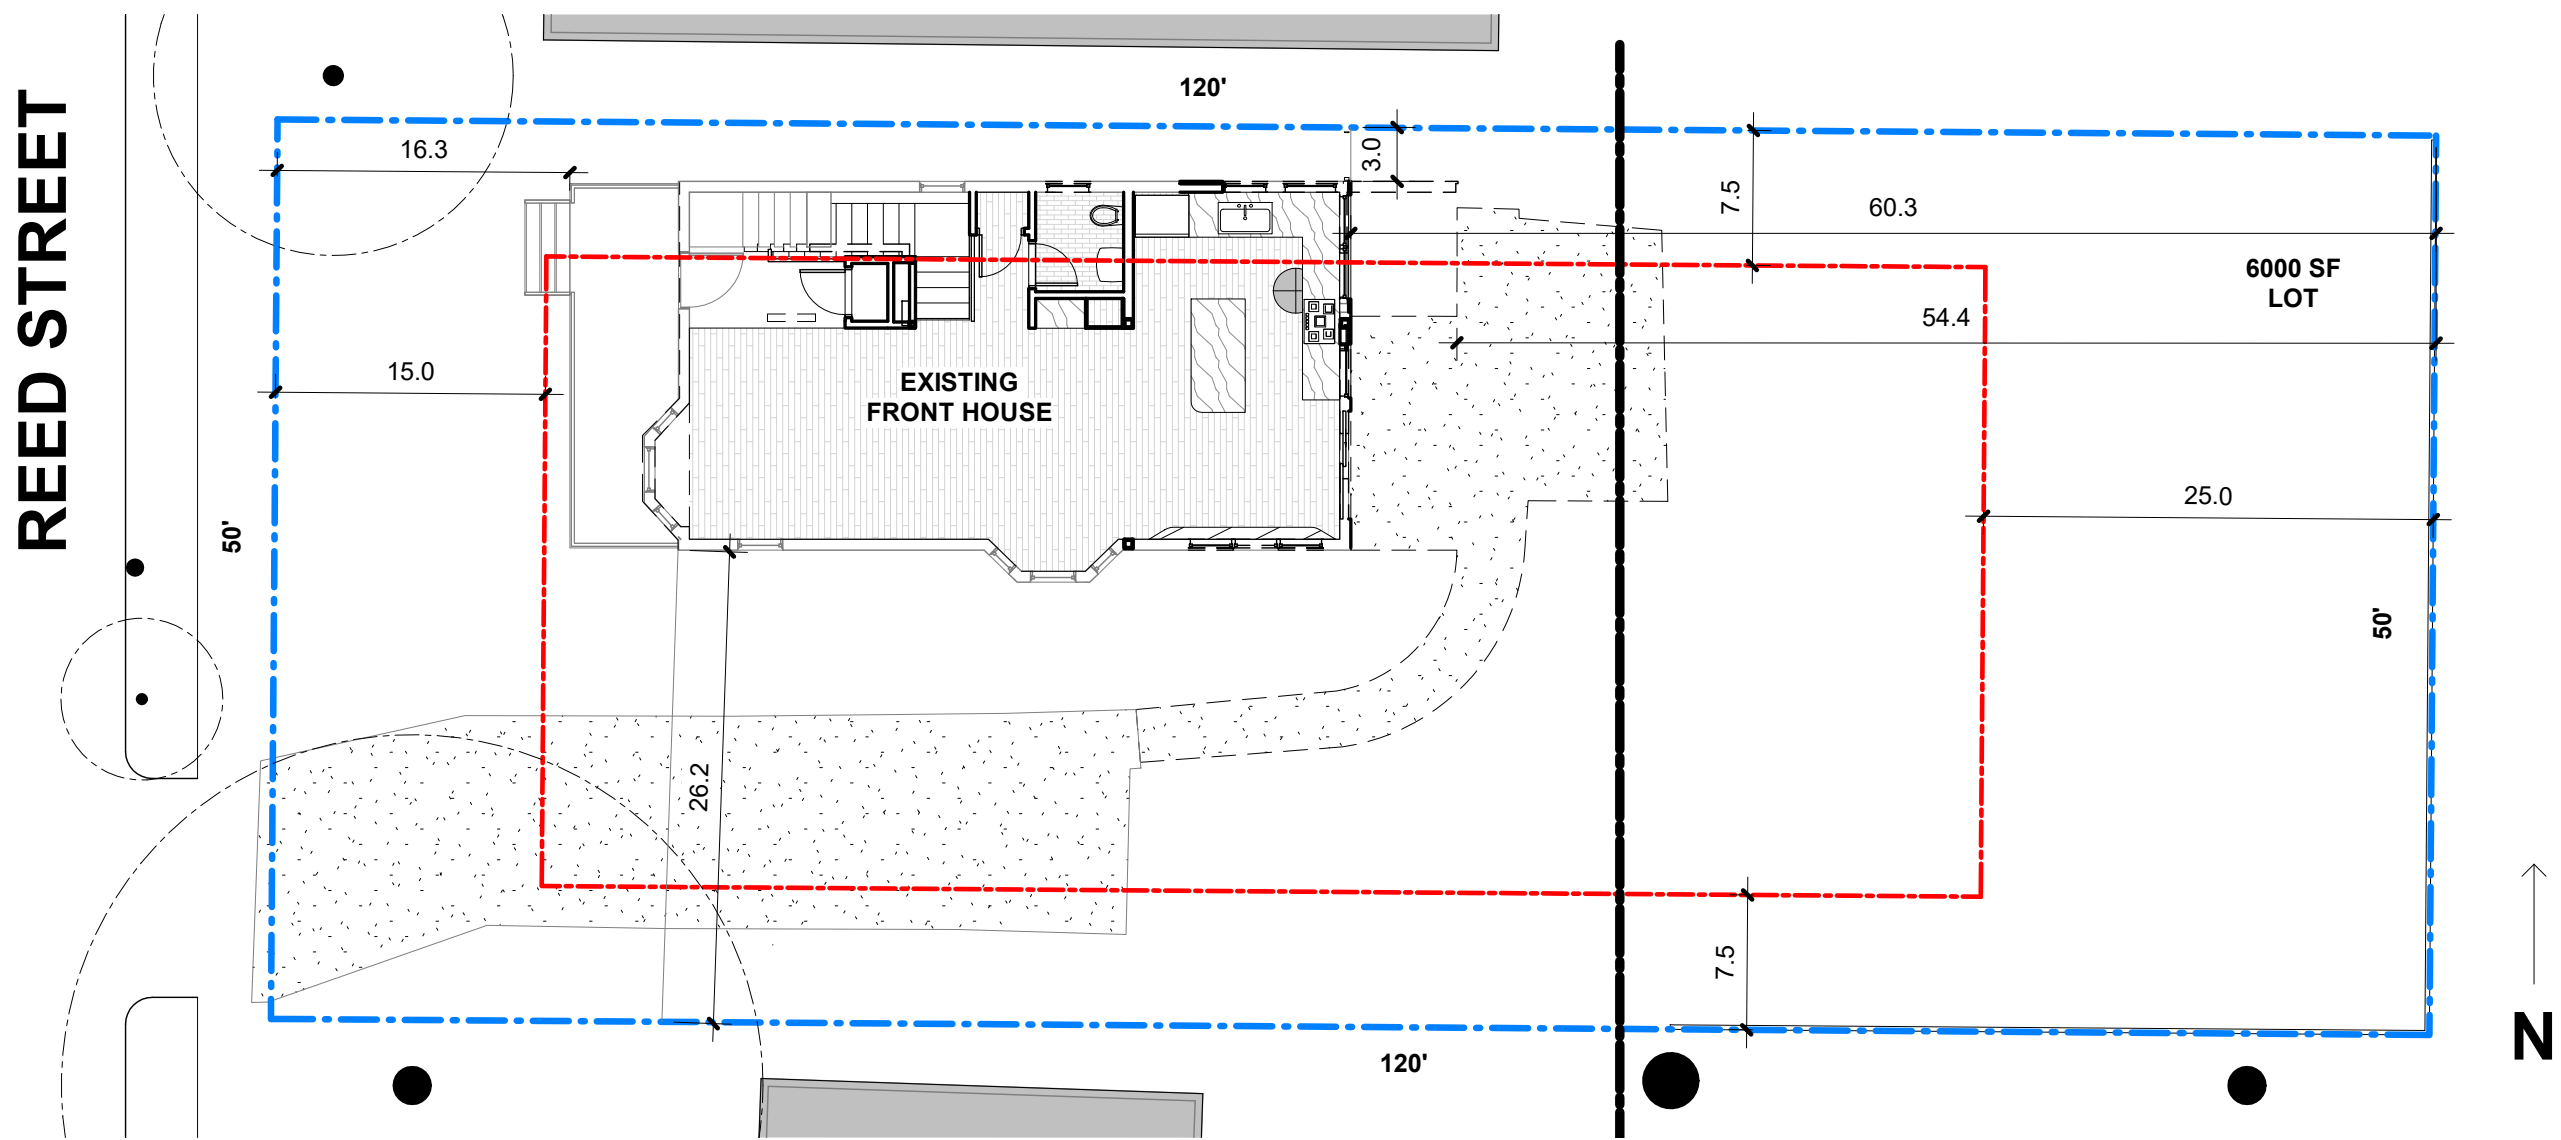 REED STREET
120'
16.3
3.0
7.5
60.3
6000 SF
LOT
54.4
15.0
EXISTING
FRONT HOUSE
25.0
50'
50'
26.2
7.5
N
120'